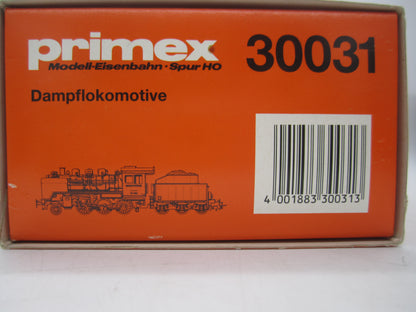 primex 30031
Modell-Eisenbahn · Spur HO
Dampflokomotive
4 001883 300313